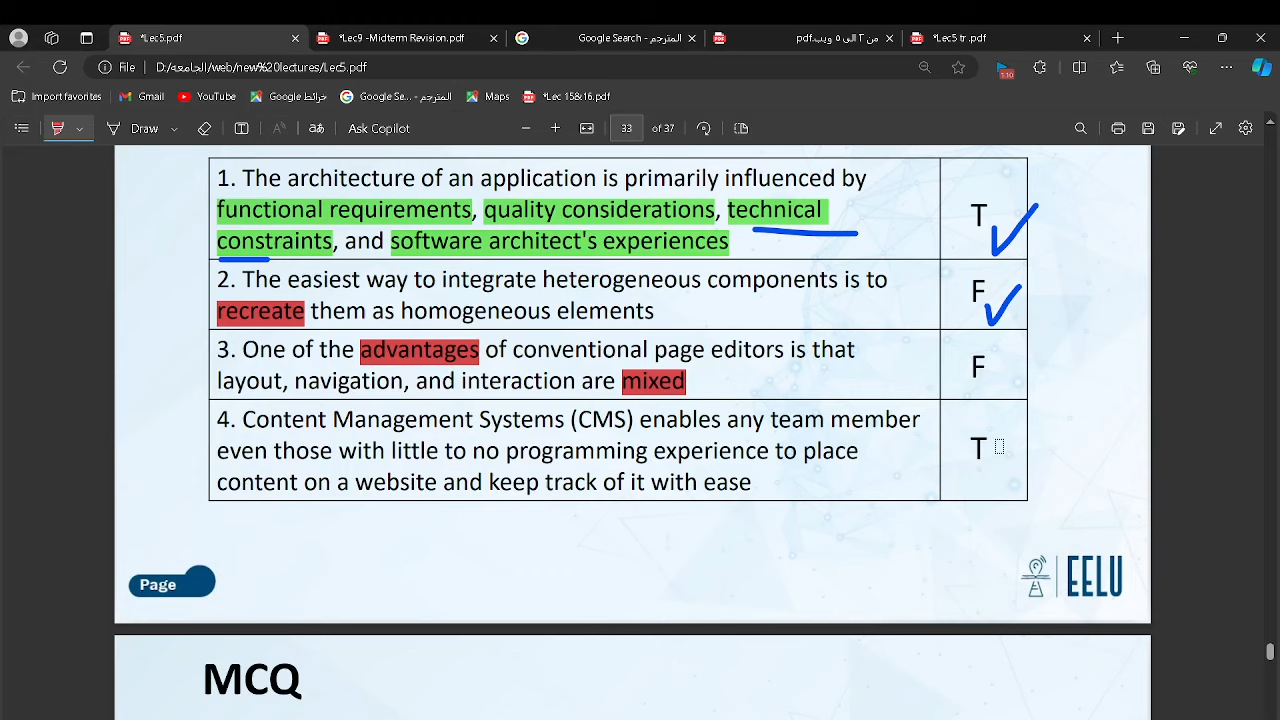 *Lec5.pdf
*Lec9 -Midterm Revision.pdf
Google Search - المترجم
من ٢ الى ٥ ويب.pdf
*Lec5 tr.pdf
File
D:/الجامعه/web/new%20lectures/Lec5.pdf
1.10
Import favorites
Gmail
YouTube
خرائط Google
Google Se... - المترجم
Maps
*Lec 15&16.pdf
Draw
Ask Copilot
33 of 37
1. The architecture of an application is primarily influenced by
functional requirements, quality considerations, technical
constraints, and software architect's experiences
T
2. The easiest way to integrate heterogeneous components is to
recreate them as homogeneous elements
F
3. One of the advantages of conventional page editors is that
layout, navigation, and interaction are mixed
F
4. Content Management Systems (CMS) enables any team member
even those with little to no programming experience to place
content on a website and keep track of it with ease
T
Page
EELU
MCQ